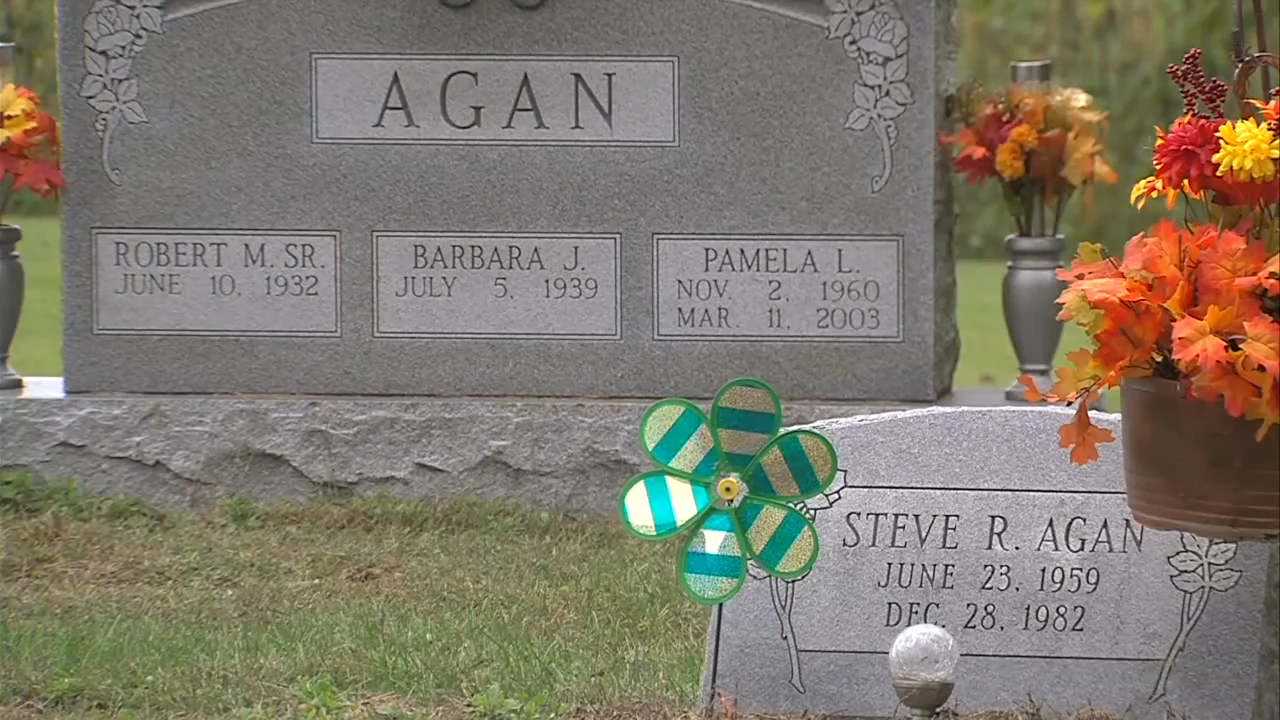 AGAN
ROBERT M. SR.
JUNE 10, 1932
BARBARA J.
JULY 5, 1939
PAMELA L.
NOV. 2, 1960
MAR. 11, 2003
STEVE R. AGAN
JUNE 23, 1959
DEC. 28, 1982